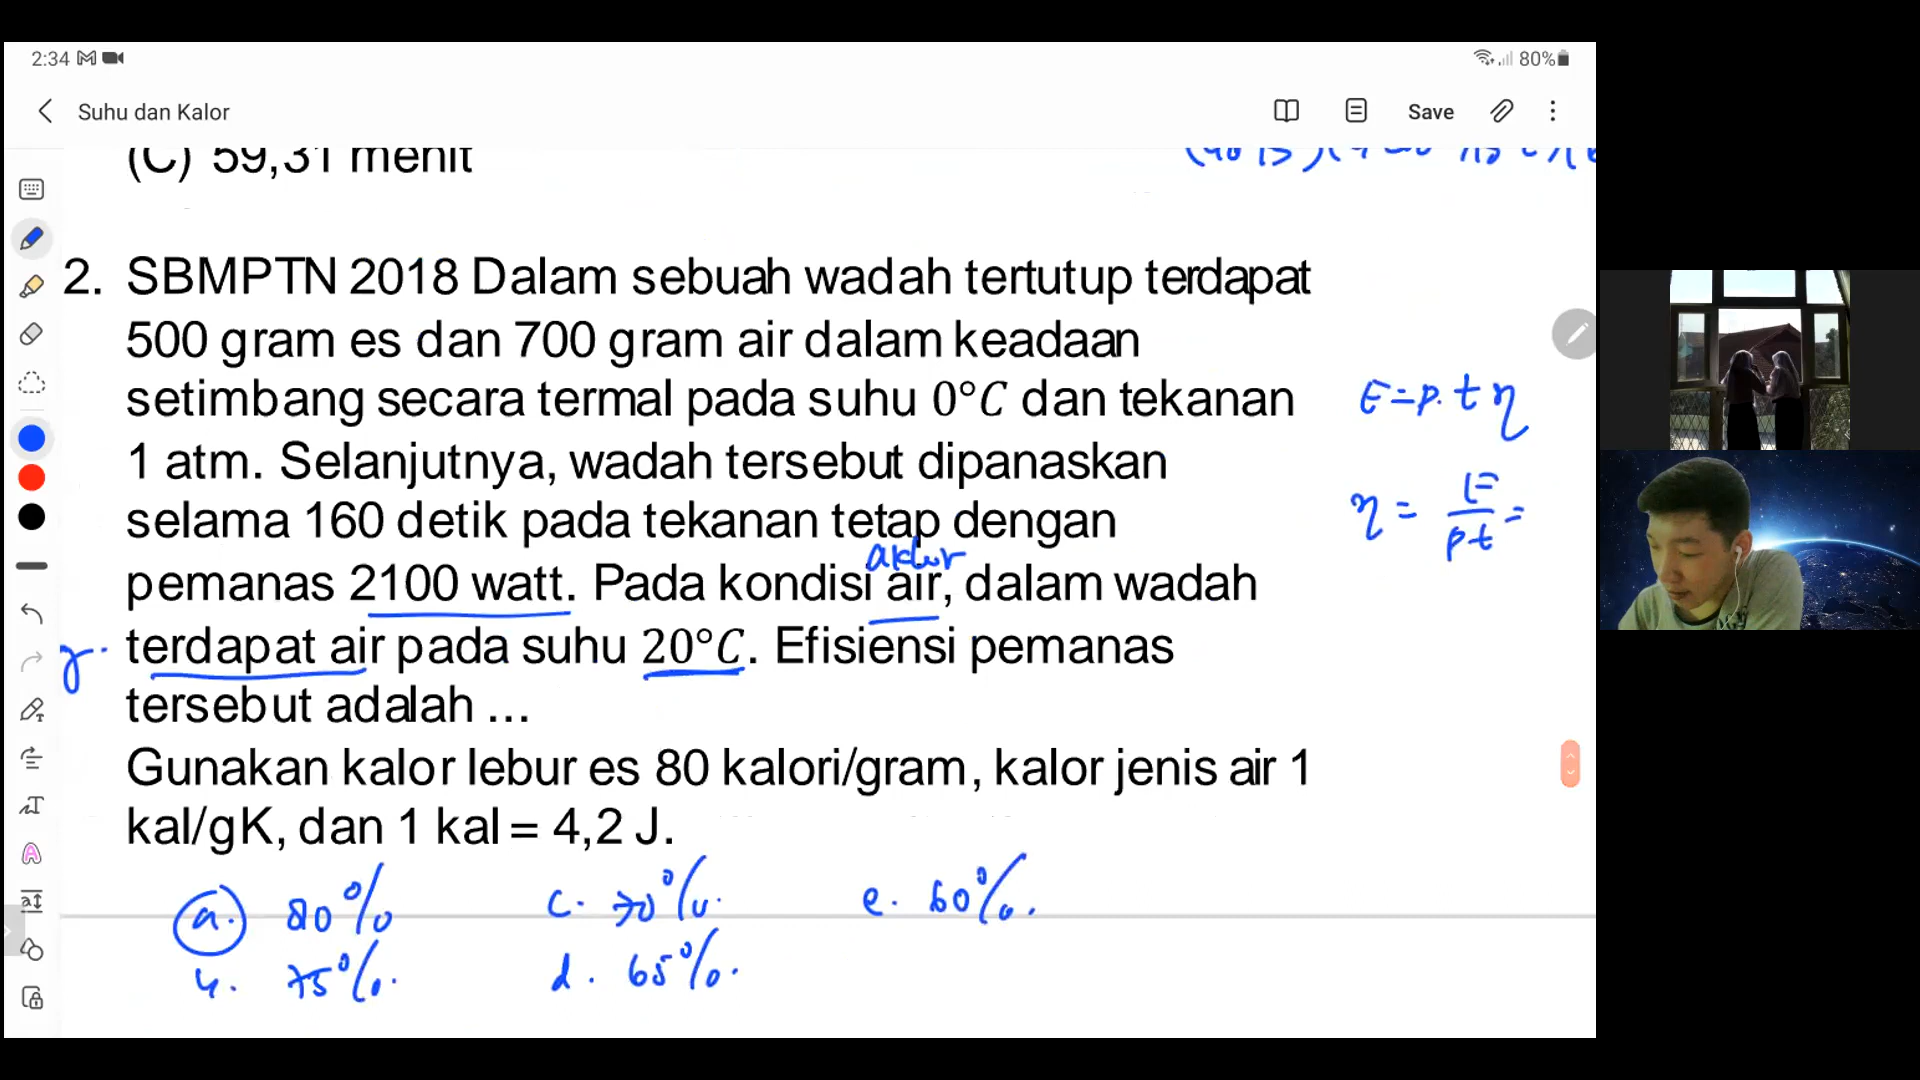 2:34
80%
Suhu dan Kalor
Save
(C) 59,31 menit
2. SBMPTN 2018 Dalam sebuah wadah tertutup terdapat
500 gram es dan 700 gram air dalam keadaan
setimbang secara termal pada suhu 0°C dan tekanan
1 atm. Selanjutnya, wadah tersebut dipanaskan
selama 160 detik pada tekanan tetap dengan
akhir
pemanas 2100 watt. Pada kondisi air, dalam wadah
terdapat air pada suhu 20°C. Efisiensi pemanas
tersebut adalah ...
Gunakan kalor lebur es 80 kalori/gram, kalor jenis air 1
kal/gK, dan 1 kal = 4,2 J.
E = p. t η
η = E/pt =
a. 80% c. 70% e. 60%.
b. 75%. d. 65%.